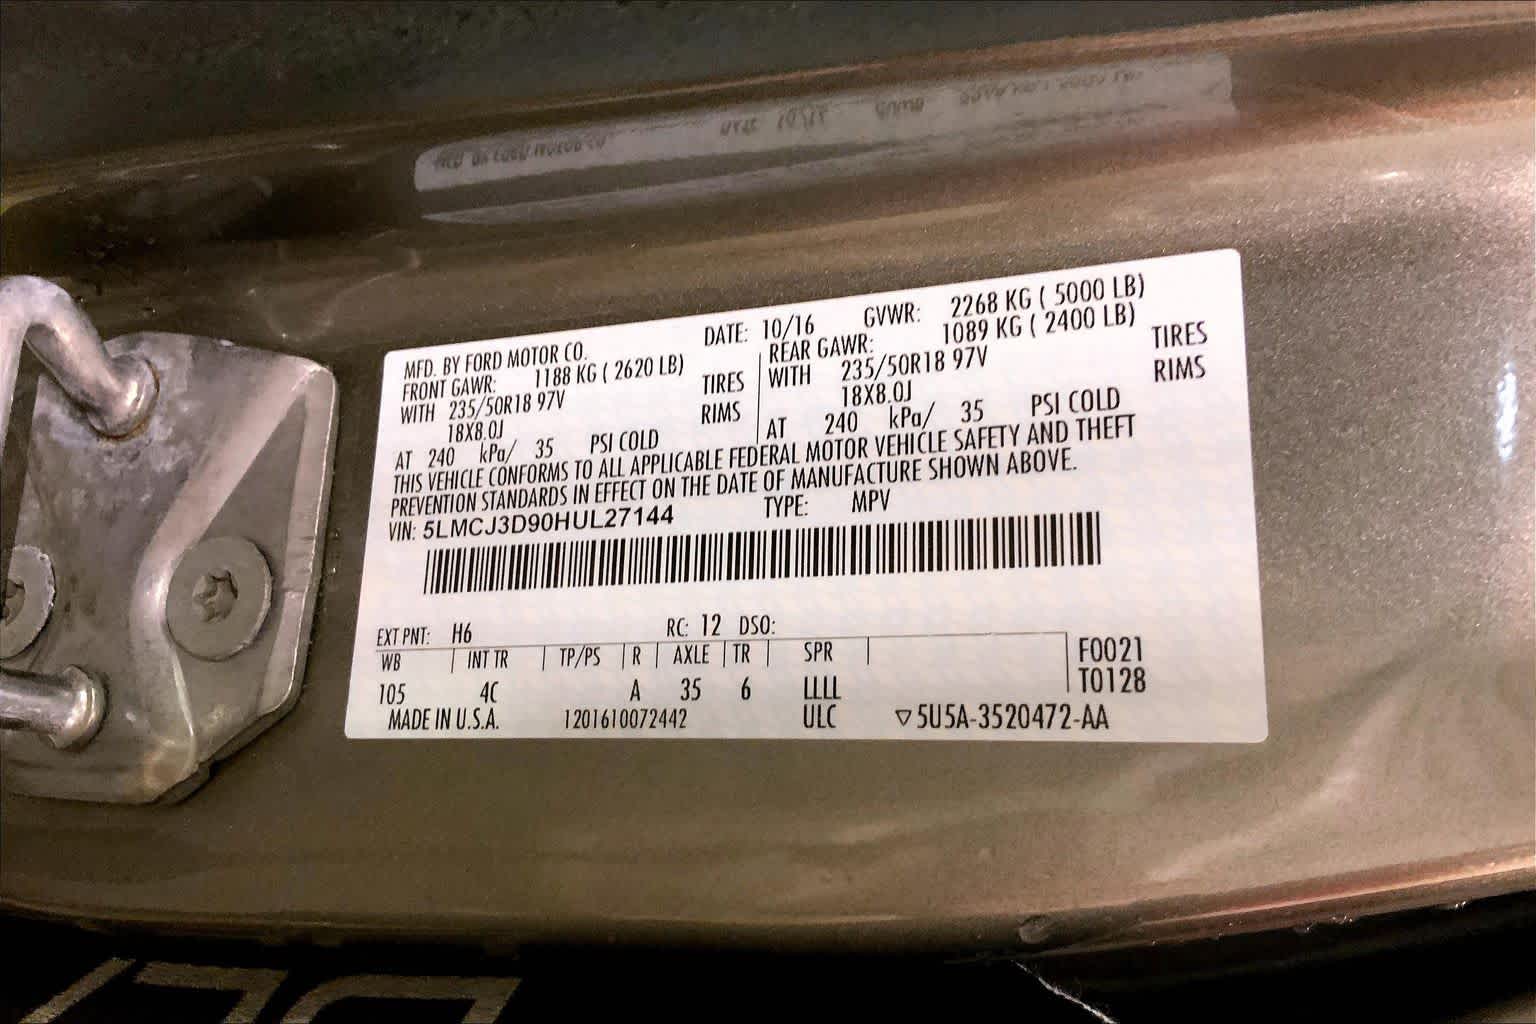 MFD. BY FORD MOTOR CO. DATE: 10/16 GVWR: 2268 KG ( 5000 LB)
FRONT GAWR: 1188 KG ( 2620 LB) REAR GAWR: 1089 KG ( 2400 LB)
WITH 235/50R18 97V TIRES WITH 235/50R18 97V TIRES
18X8.0J RIMS 18X8.0J RIMS
AT 240 kPa/ 35 PSI COLD AT 240 kPa/ 35 PSI COLD
THIS VEHICLE CONFORMS TO ALL APPLICABLE FEDERAL MOTOR VEHICLE SAFETY AND THEFT
PREVENTION STANDARDS IN EFFECT ON THE DATE OF MANUFACTURE SHOWN ABOVE.
VIN: 5LMCJ3D90HUL27144 TYPE: MPV
EXT PNT: H6 RC: 12 DSO:
WB INT TR TP/PS R AXLE TR SPR F0021
105 4C A 35 6 LLLL T0128
MADE IN U.S.A. 1201610072442 ULC ▽5U5A-3520472-AA